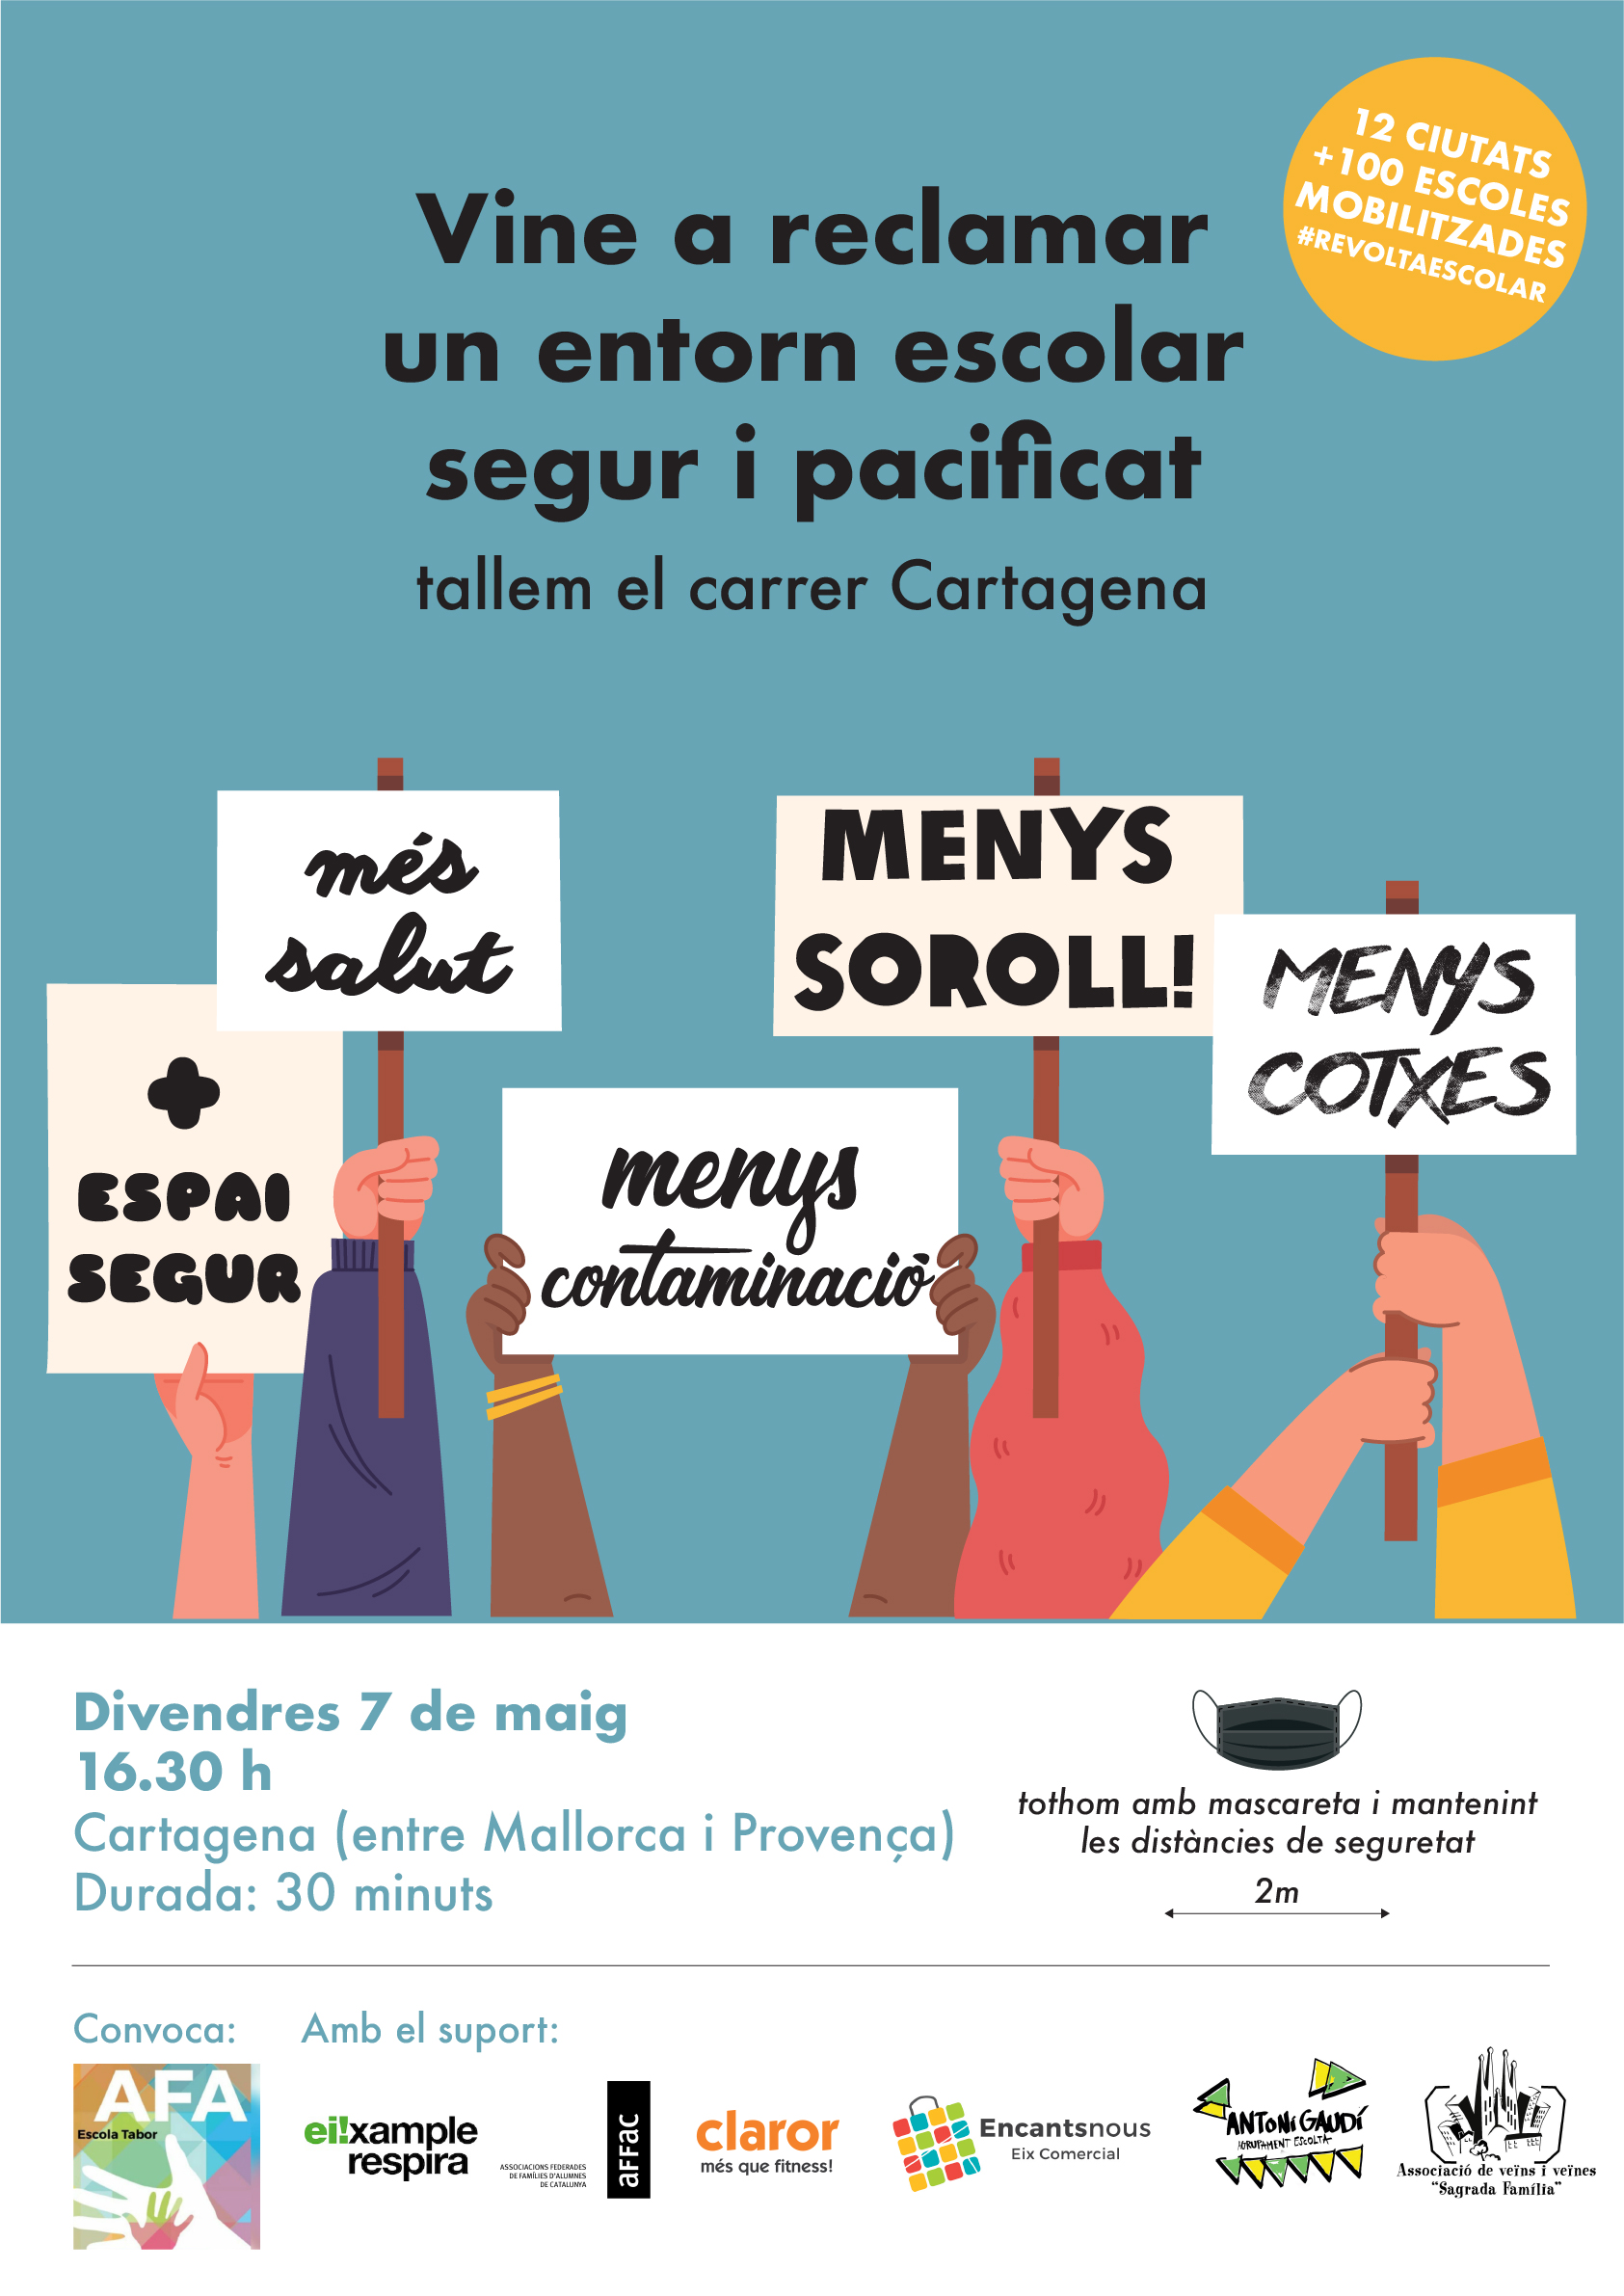 12 CIUTATS
+100 ESCOLES
MOBILITZADES
#REVOLTAESCOLAR
Vine a reclamar
un entorn escolar
segur i pacificat
tallem el carrer Cartagena
més
salut
MENYS
SOROLL!
MENYS
COTXES
+
ESPAI
SEGUR
menys
contaminació
Divendres 7 de maig
16.30 h
Cartagena (entre Mallorca i Provença)
Durada: 30 minuts
tothom amb mascareta i mantenint
les distàncies de seguretat
2m
Convoca:
Amb el suport:
AFA
Escola Tabor
ei!xample
respira
ASSOCIACIONS FEDERADES
DE FAMÍLIES D'ALUMNES
DE CATALUNYA
aFFaC
claror
més que fitness!
Encantsnous
Eix Comercial
ANTONi GAUDÍ
AGRUPAMENT ESCOLTA
Associació de veïns i veïnes
"Sagrada Família"